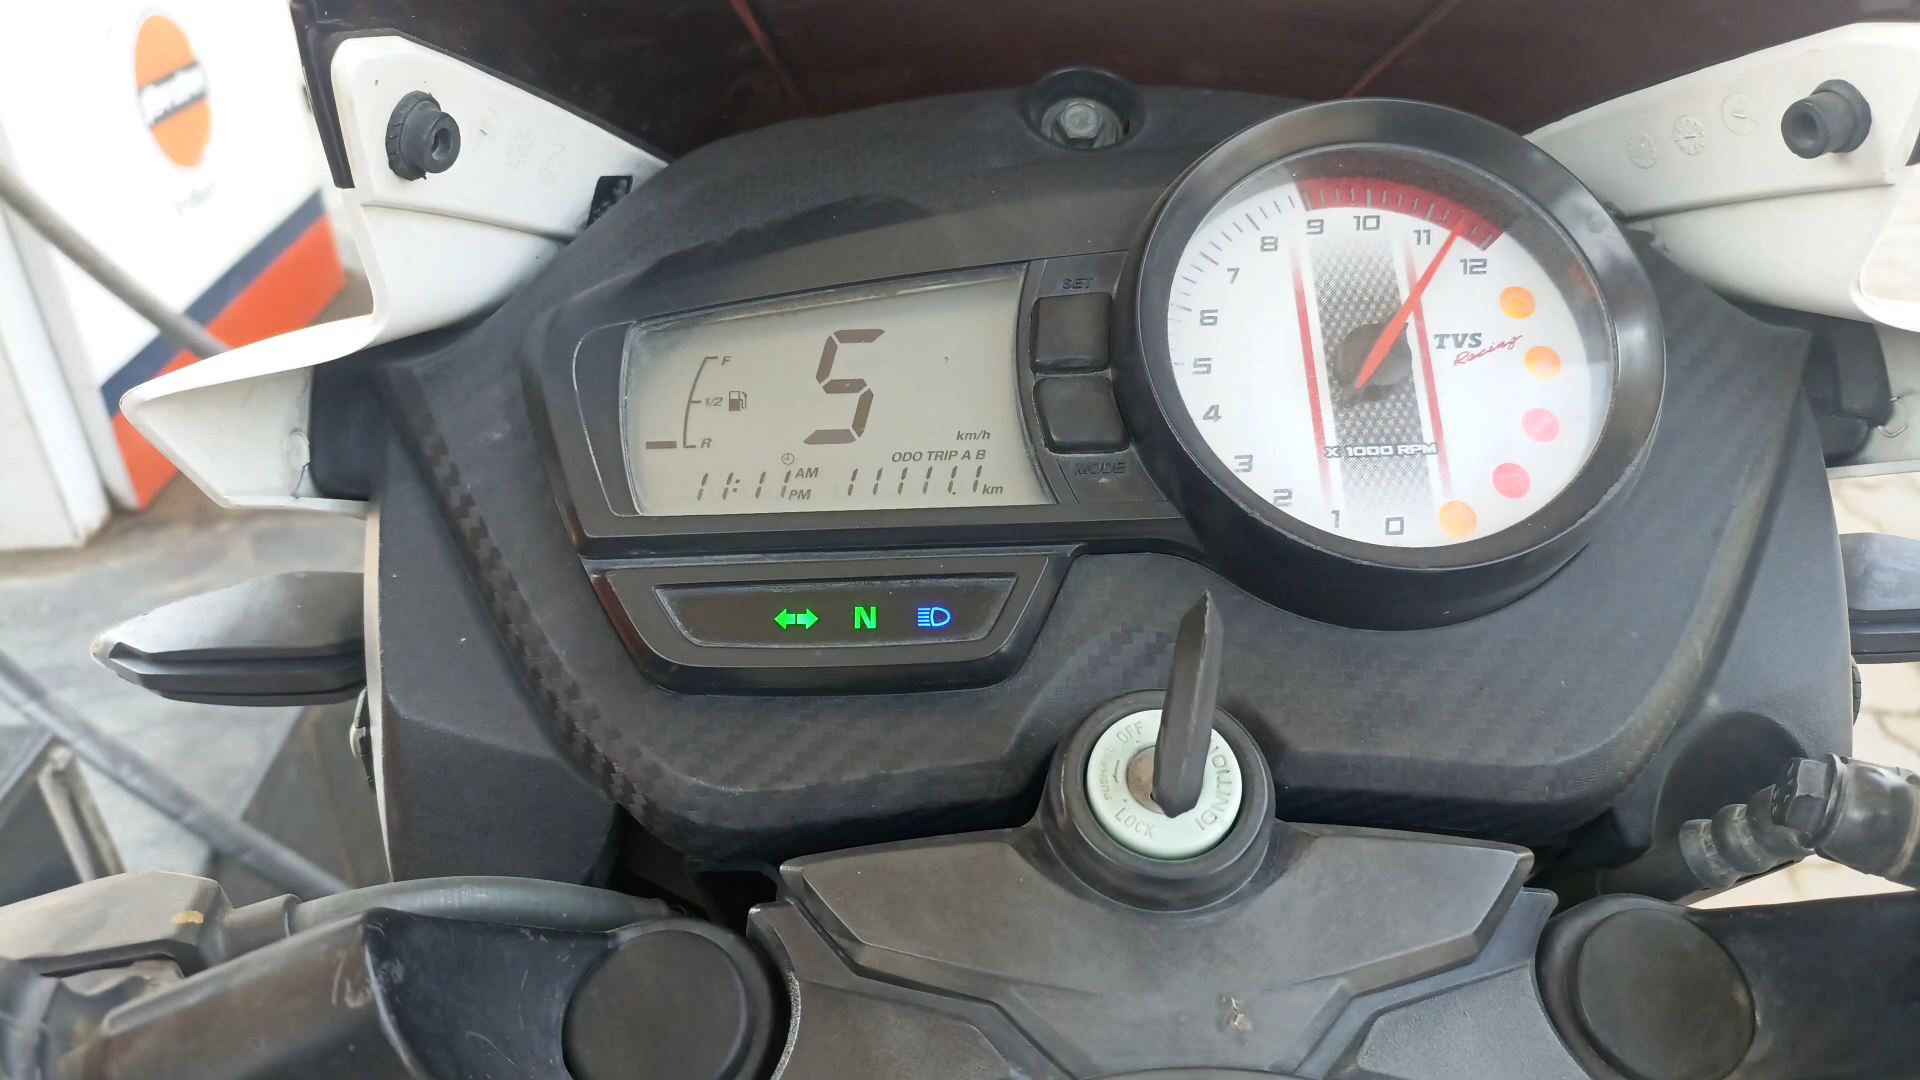 SET
9
10
11
12
8
7
6
5
4
3
2
1
0
TVS
Racing
X 1000 RPM
F
1/2
R
5
km/h
ODO TRIP A B
11:11 AM
PM
11111.1 km
MODE
N
OFF
IGNITION
PUSH
LOCK